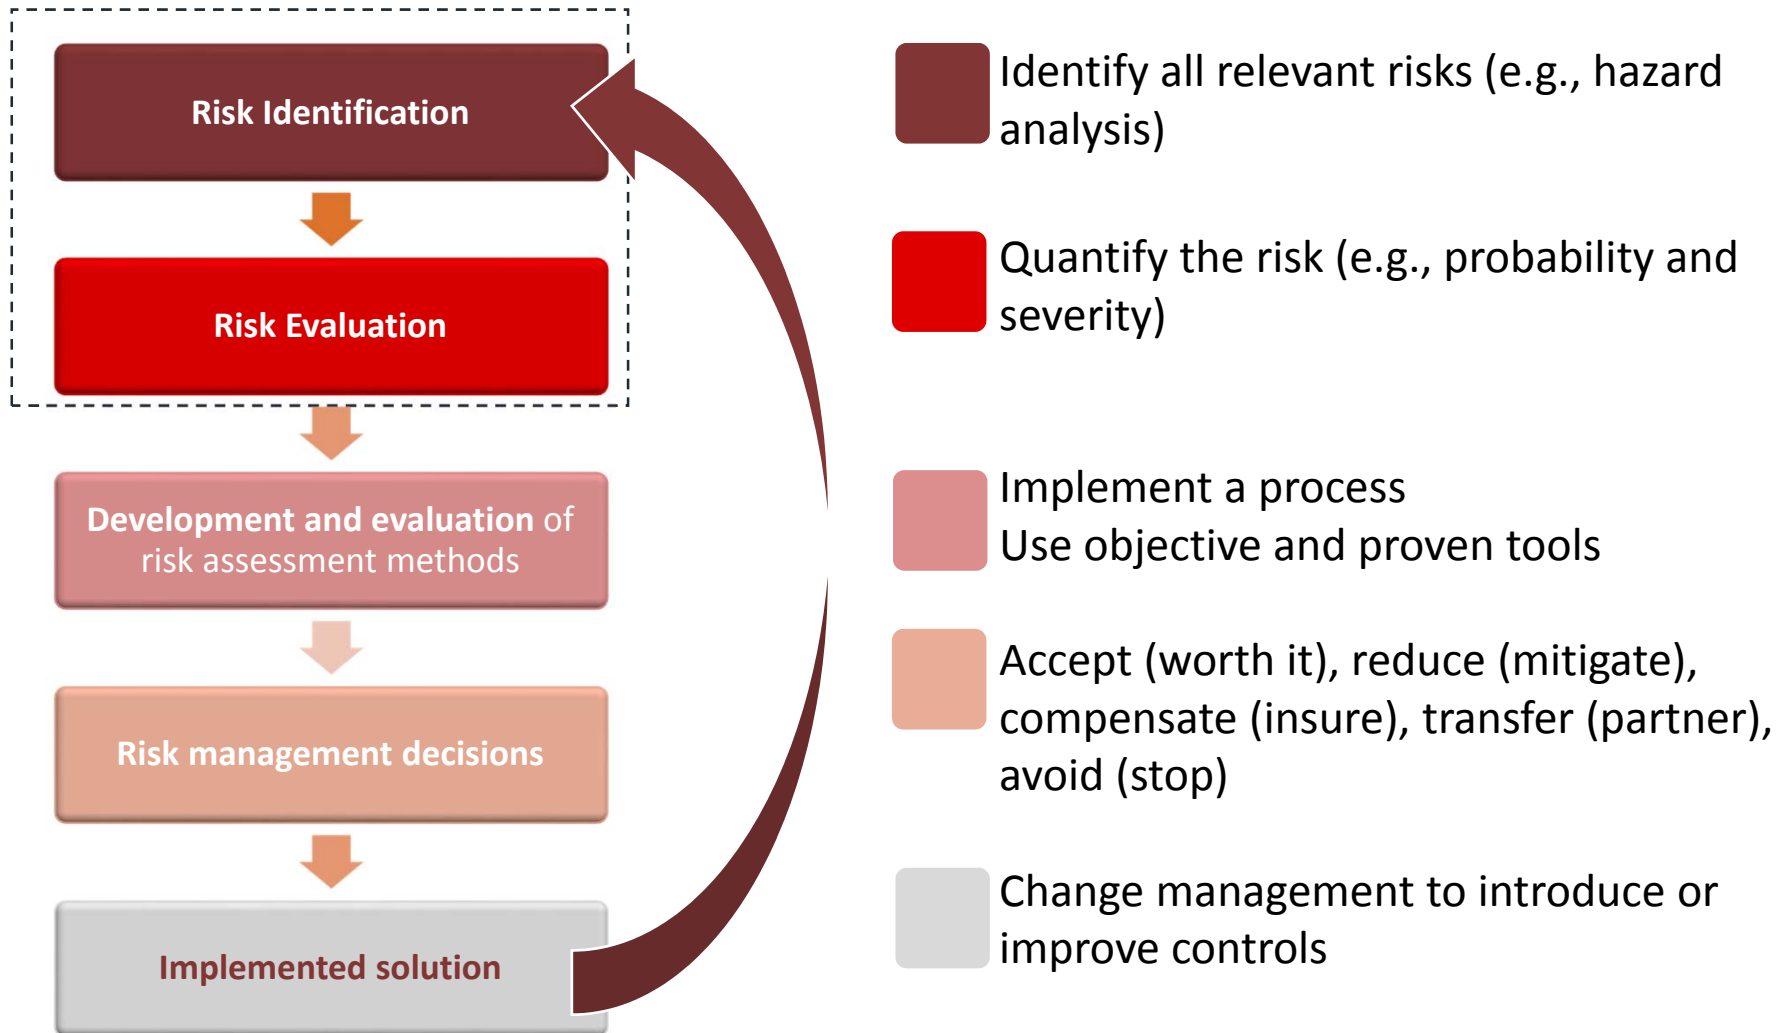 Risk Identification
Identify all relevant risks (e.g., hazard
analysis)
Risk Evaluation
Quantify the risk (e.g., probability and
severity)
Development and evaluation of
risk assessment methods
Implement a process
Use objective and proven tools
Risk management decisions
Accept (worth it), reduce (mitigate),
compensate (insure), transfer (partner),
avoid (stop)
Implemented solution
Change management to introduce or
improve controls